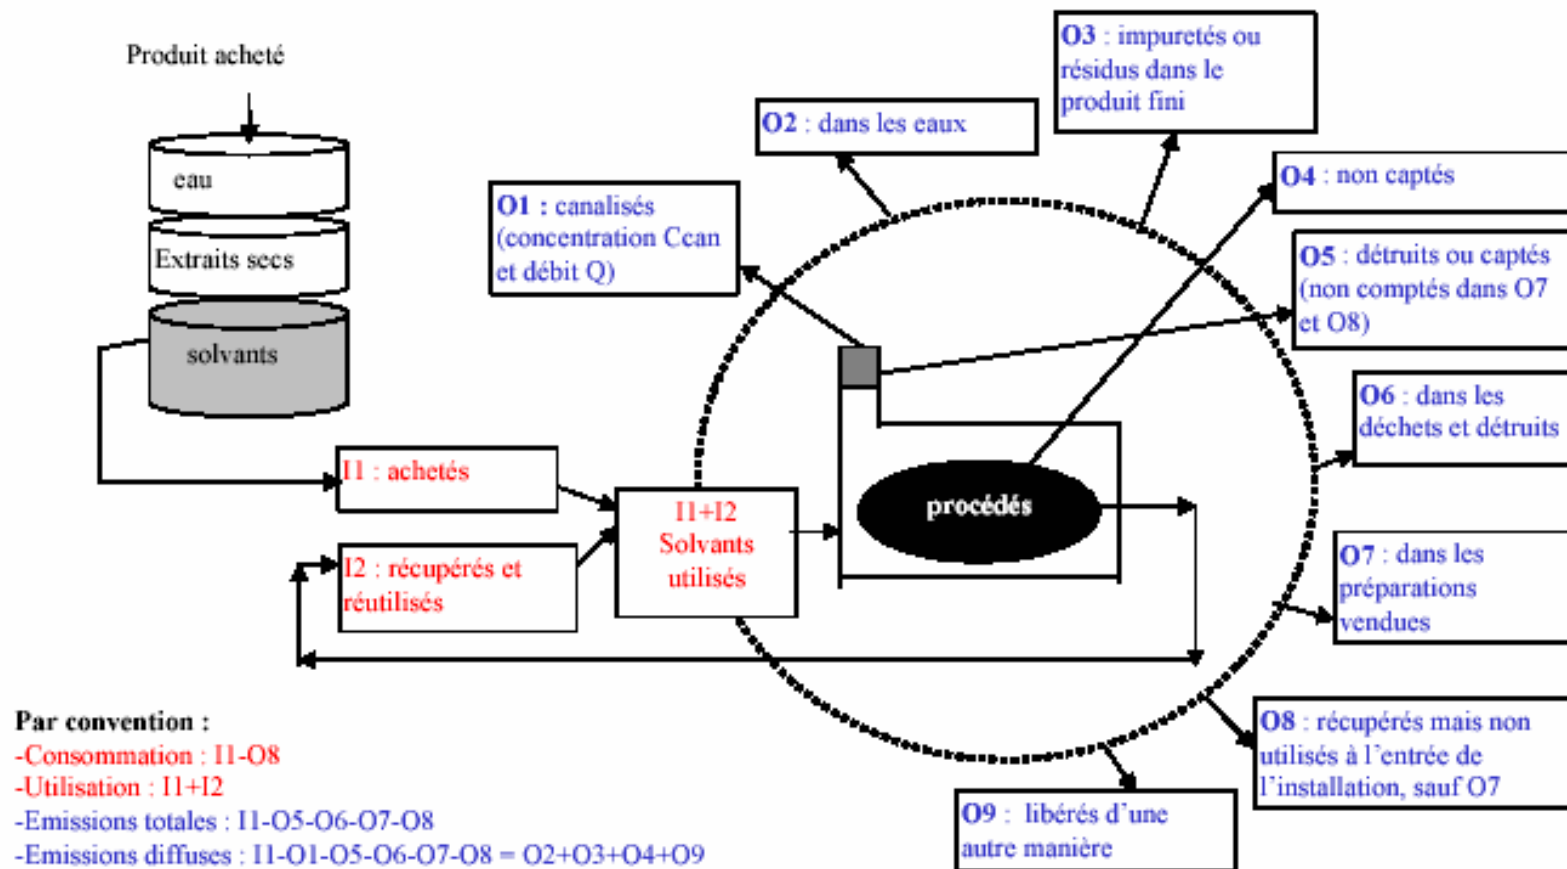 Produit acheté
eau
Extraits secs
solvants
O1 : canalisés
(concentration Ccan
et débit Q)
O2 : dans les eaux
O3 : impuretés ou
résidus dans le
produit fini
O4 : non captés
O5 : détruits ou captés
(non comptés dans O7
et O8)
O6 : dans les
déchets et détruits
I1 : achetés
I2 : récupérés et
réutilisés
I1+I2
Solvants
utilisés
procédés
O7 : dans les
préparations
vendues
O8 : récupérés mais non
utilisés à l'entrée de
l'installation, sauf O7
O9 : libérés d'une
autre manière
Par convention :
-Consommation : I1-O8
-Utilisation : I1+I2
-Emissions totales : I1-O5-O6-O7-O8
-Emissions diffuses : I1-O1-O5-O6-O7-O8 = O2+O3+O4+O9